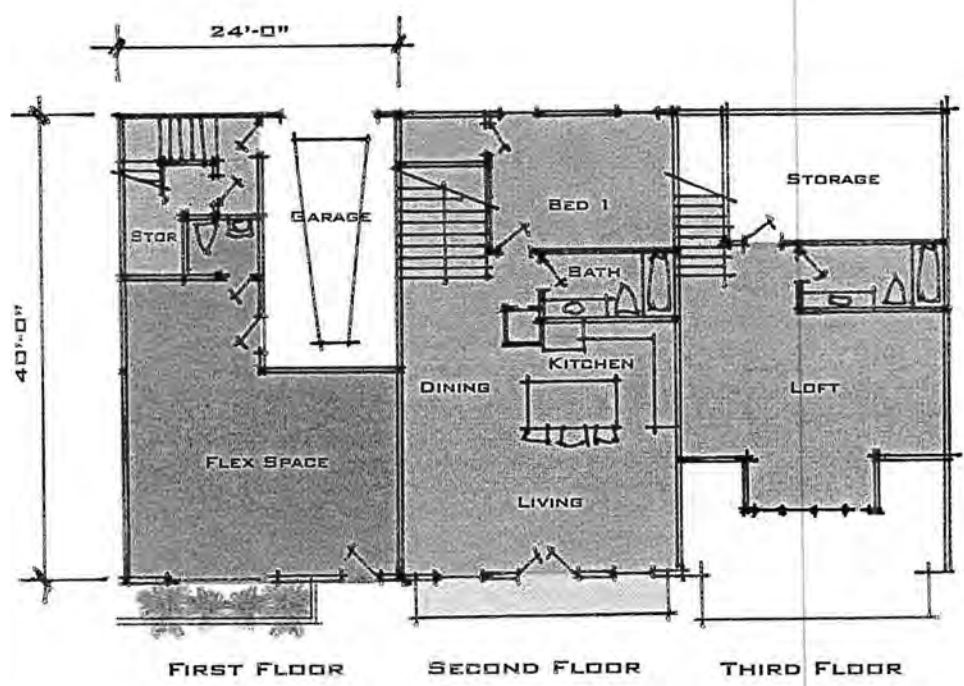 24'-0"
40'-0"
GARAGE
STOR
FLEX SPACE
BED 1
BATH
KITCHEN
DINING
LIVING
STORAGE
LOFT
FIRST FLOOR
SECOND FLOOR
THIRD FLOOR